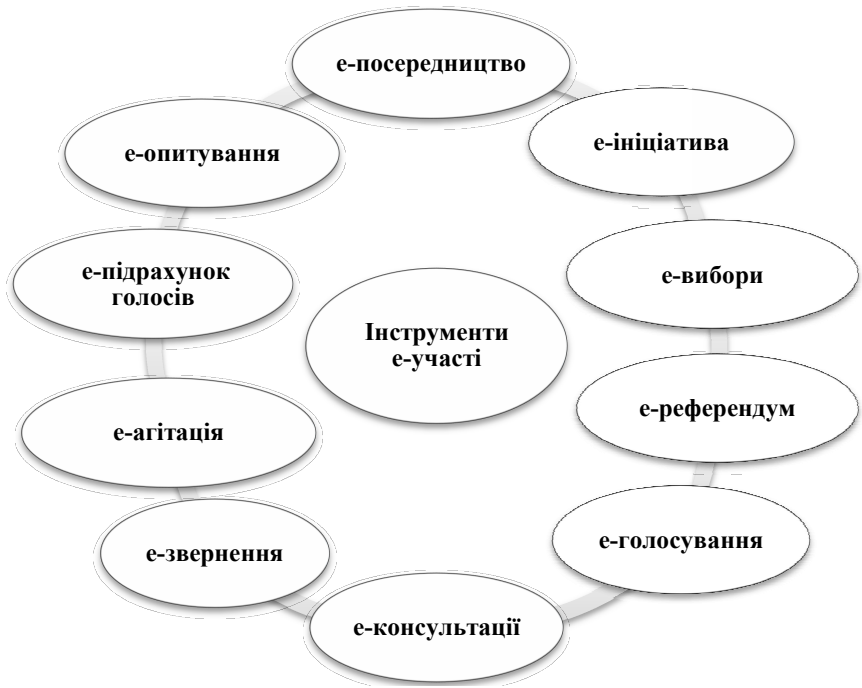 е-посередництво
е-ініціатива
е-вибори
е-референдум
е-голосування
е-консультації
е-звернення
е-агітація
е-підрахунок
голосів
е-опитування
Інструменти
е-участі